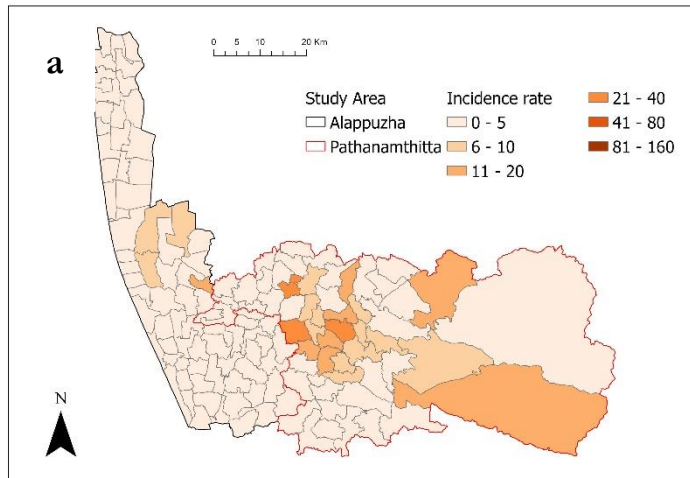 0 5 10 20 Km
a
Study Area
Alappuzha
Pathanamthitta
Incidence rate
0 - 5
6 - 10
11 - 20
21 - 40
41 - 80
81 - 160
N